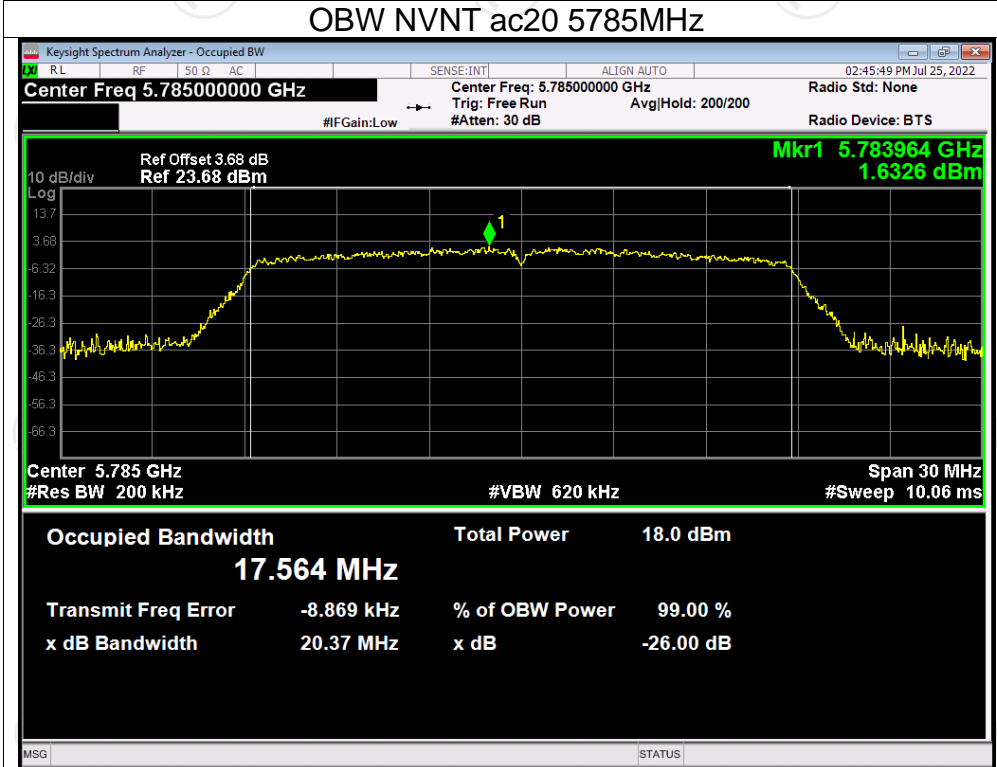 OBW NVNT ac20 5785MHz
Keysight Spectrum Analyzer - Occupied BW
LXI RL RF 50 Ω AC SENSE:INT ALIGN AUTO 02:45:49 PM Jul 25, 2022
Center Freq 5.785000000 GHz Center Freq: 5.785000000 GHz Radio Std: None
Trig: Free Run Avg|Hold: 200/200
#IFGain:Low #Atten: 30 dB Radio Device: BTS
Mkr1 5.783964 GHz
Ref Offset 3.68 dB
10 dB/div Ref 23.68 dBm 1.6326 dBm
Log
13.7
1
3.68
-6.32
-16.3
-26.3
-36.3
-46.3
-56.3
-66.3
Center 5.785 GHz Span 30 MHz
#Res BW 200 kHz #VBW 620 kHz #Sweep 10.06 ms
Occupied Bandwidth Total Power 18.0 dBm
17.564 MHz
Transmit Freq Error -8.869 kHz % of OBW Power 99.00 %
x dB Bandwidth 20.37 MHz x dB -26.00 dB
MSG STATUS